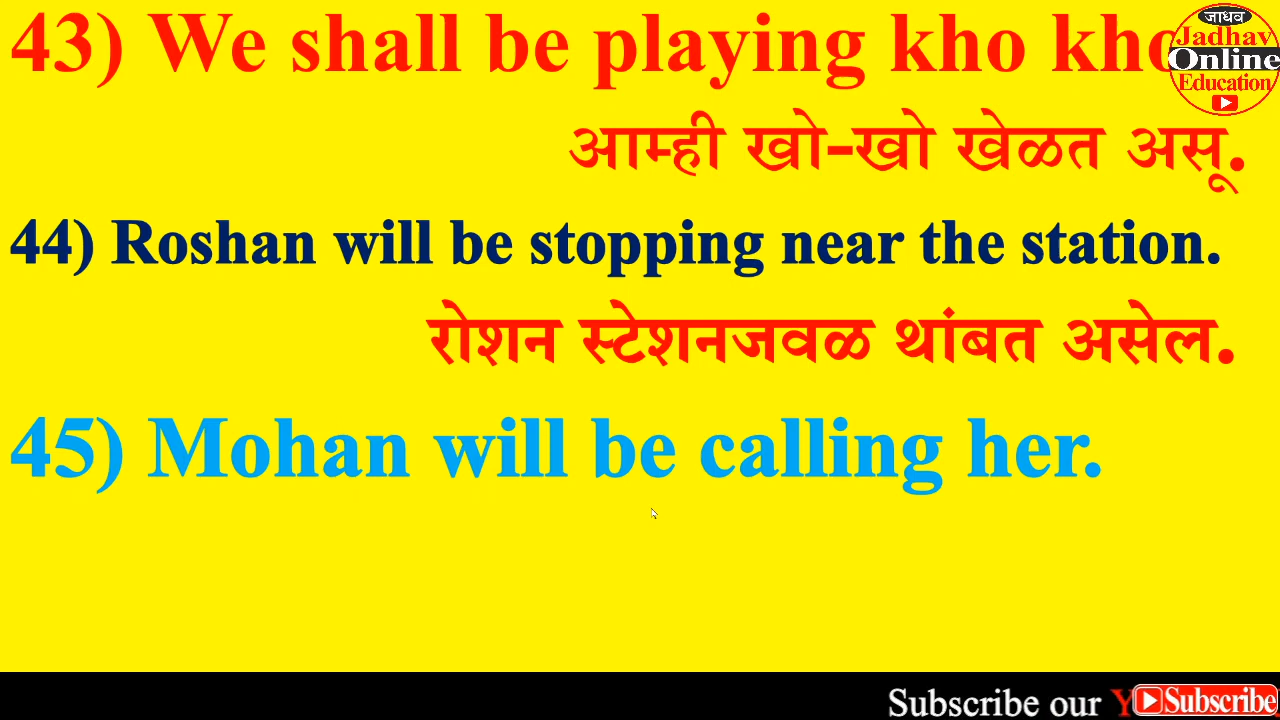 43) We shall be playing kho kho
आम्ही खो-खो खेळत असू.
44) Roshan will be stopping near the station.
रोशन स्टेशनजवळ थांबत असेल.
45) Mohan will be calling her.
जाधव
Jadhav
Online
Education
Subscribe our Y
Subscribe